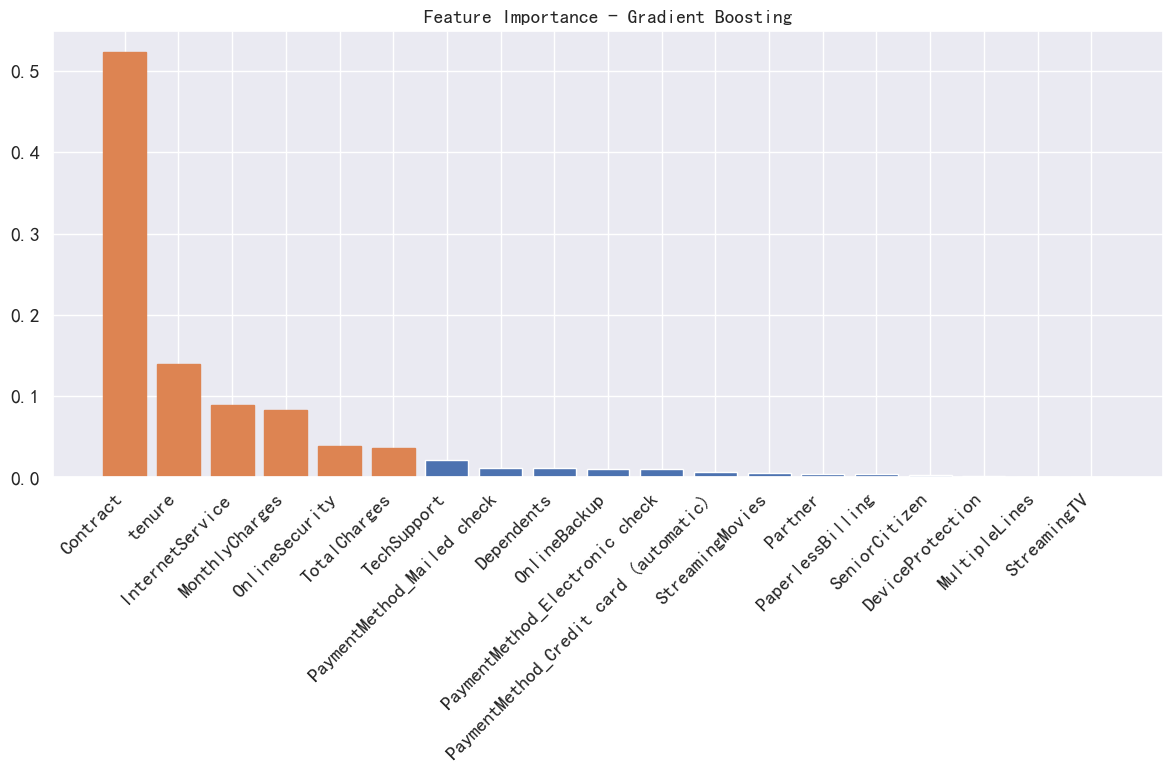 Feature Importance - Gradient Boosting
0.5
0.4
0.3
0.2
0.1
0.0
Contract
tenure
InternetService
MonthlyCharges
OnlineSecurity
TotalCharges
TechSupport
PaymentMethod_Mailed check
Dependents
OnlineBackup
PaymentMethod_Electronic check
PaymentMethod_Credit card (automatic)
StreamingMovies
Partner
PaperlessBilling
SeniorCitizen
DeviceProtection
MultipleLines
StreamingTV